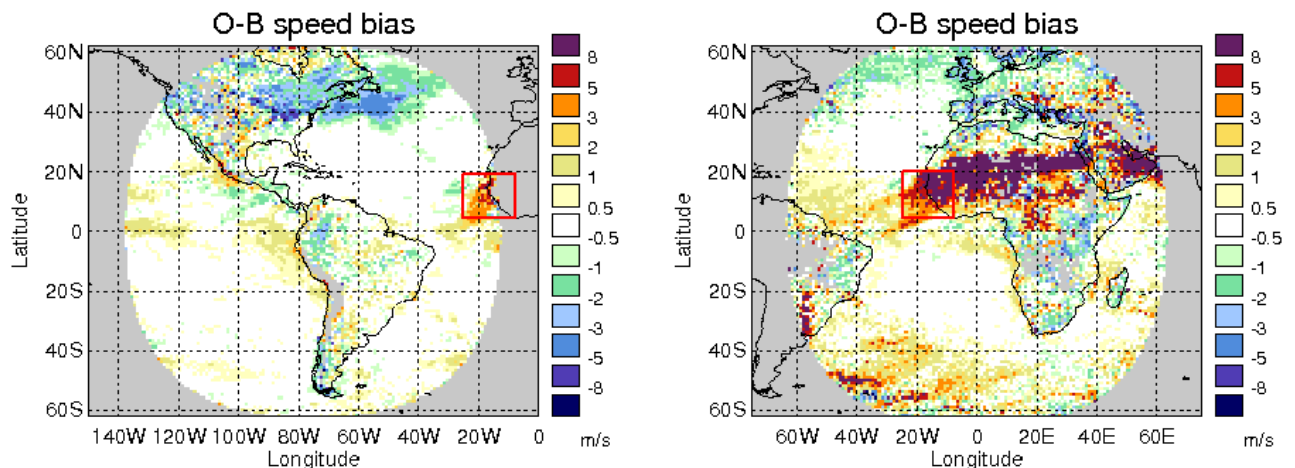 O-B speed bias
60N
40N
20N
0
20S
40S
60S
Latitude
140W 120W 100W 80W 60W 40W 20W 0
Longitude
8
5
3
2
1
0.5
-0.5
-1
-2
-3
-5
-8
m/s
O-B speed bias
60N
40N
20N
0
20S
40S
60S
Latitude
60W 40W 20W 0 20E 40E 60E
Longitude
8
5
3
2
1
0.5
-0.5
-1
-2
-3
-5
-8
m/s